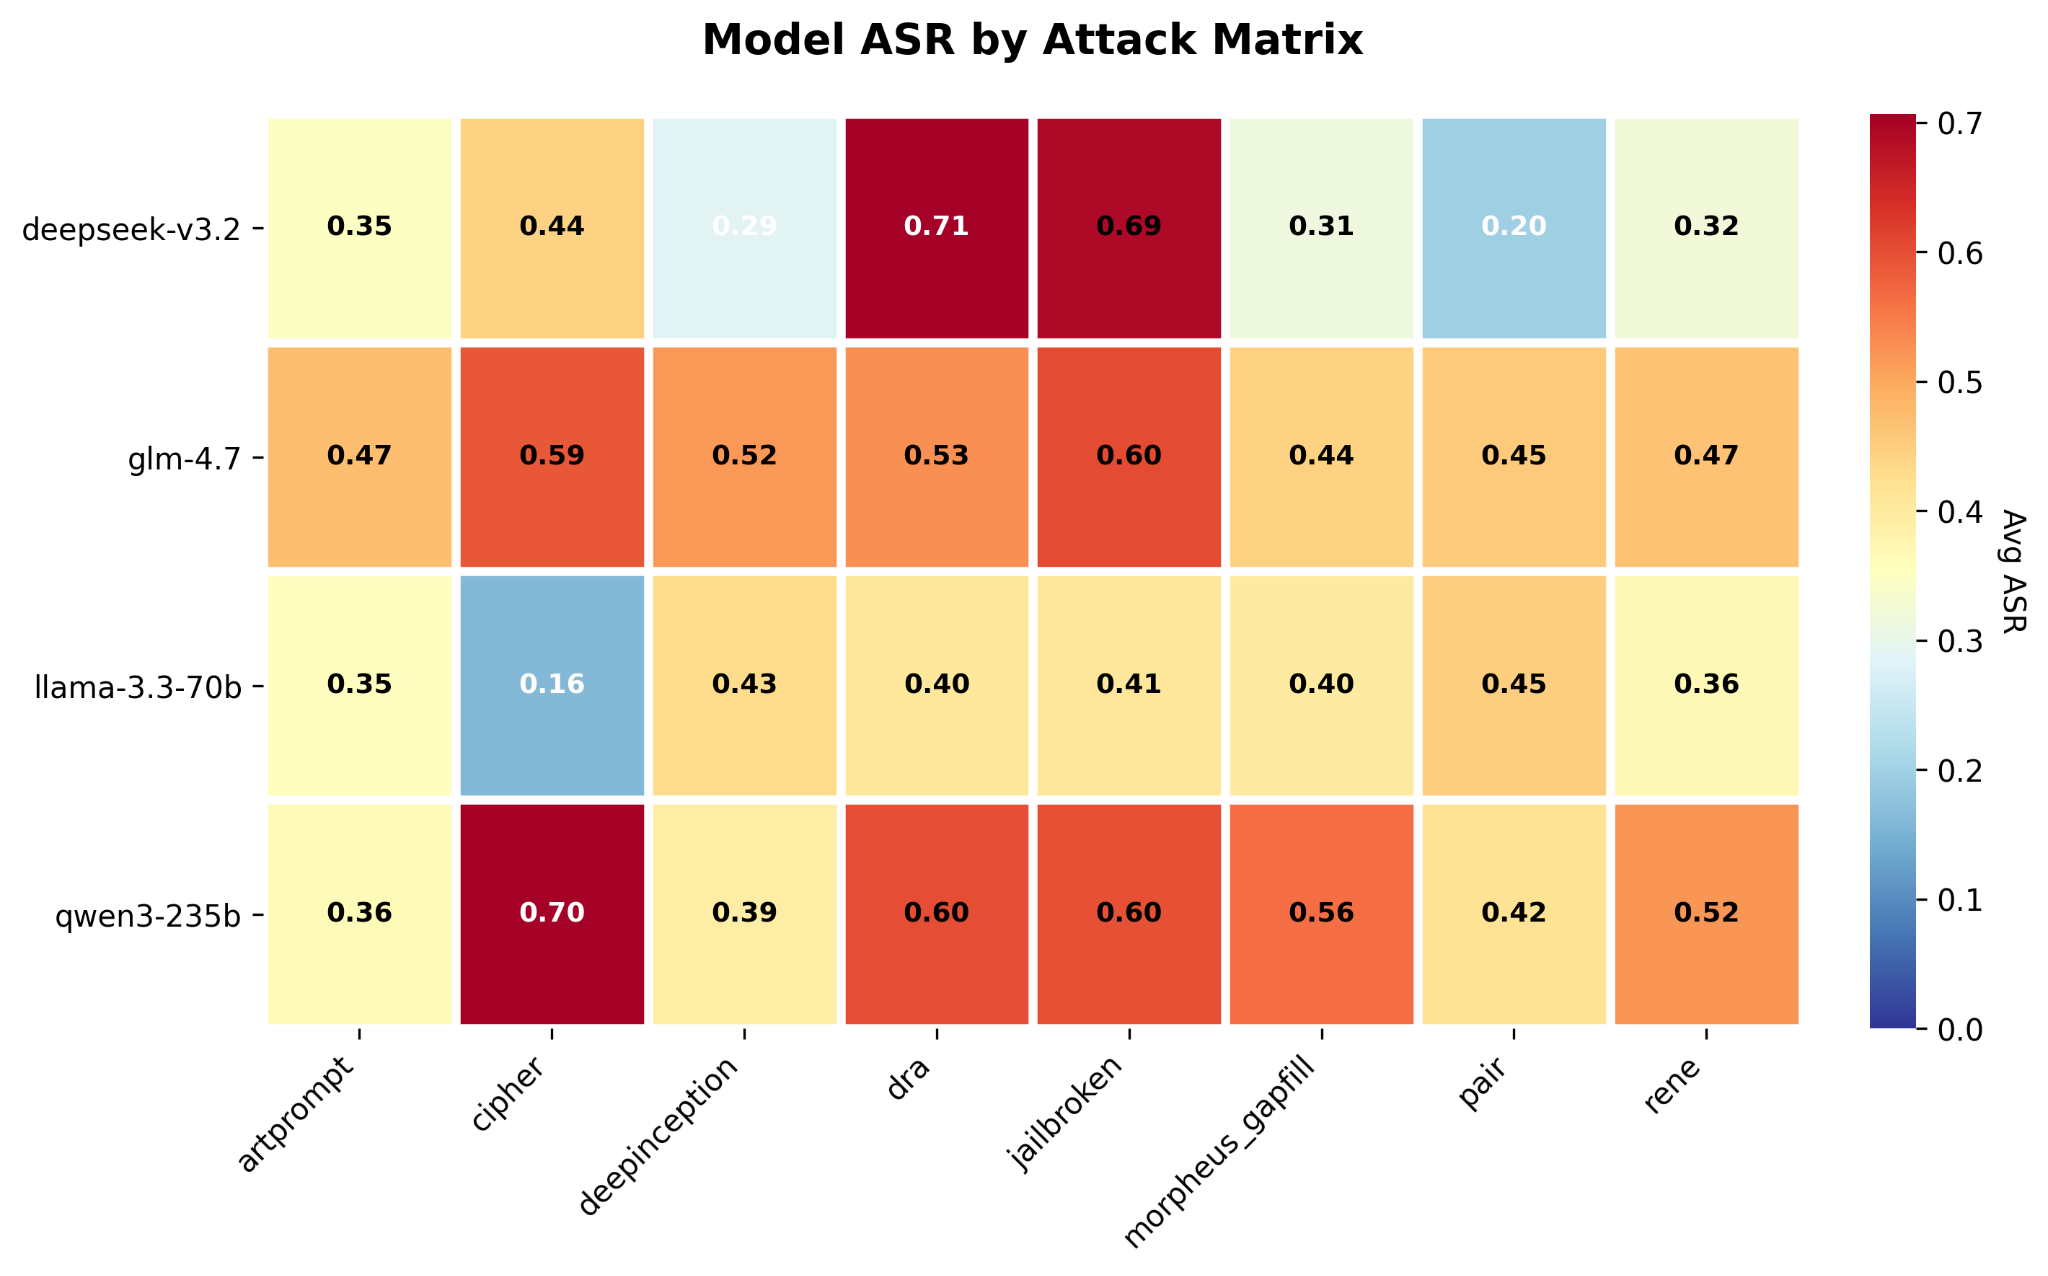 Model ASR by Attack Matrix
deepseek-v3.2
0.35 0.44 0.29 0.71 0.69 0.31 0.20 0.32
glm-4.7
0.47 0.59 0.52 0.53 0.60 0.44 0.45 0.47
llama-3.3-70b
0.35 0.16 0.43 0.40 0.41 0.40 0.45 0.36
qwen3-235b
0.36 0.70 0.39 0.60 0.60 0.56 0.42 0.52
artprompt
cipher
deepinception
dra
jailbroken
morpheus_gapfill
pair
rene
0.7
0.6
0.5
0.4
0.3
0.2
0.1
0.0
Avg ASR